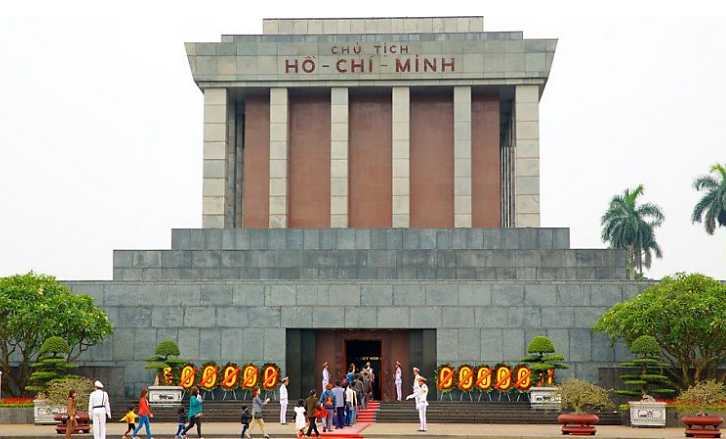 CHỦ TỊCH
HỒ - CHÍ - MINH